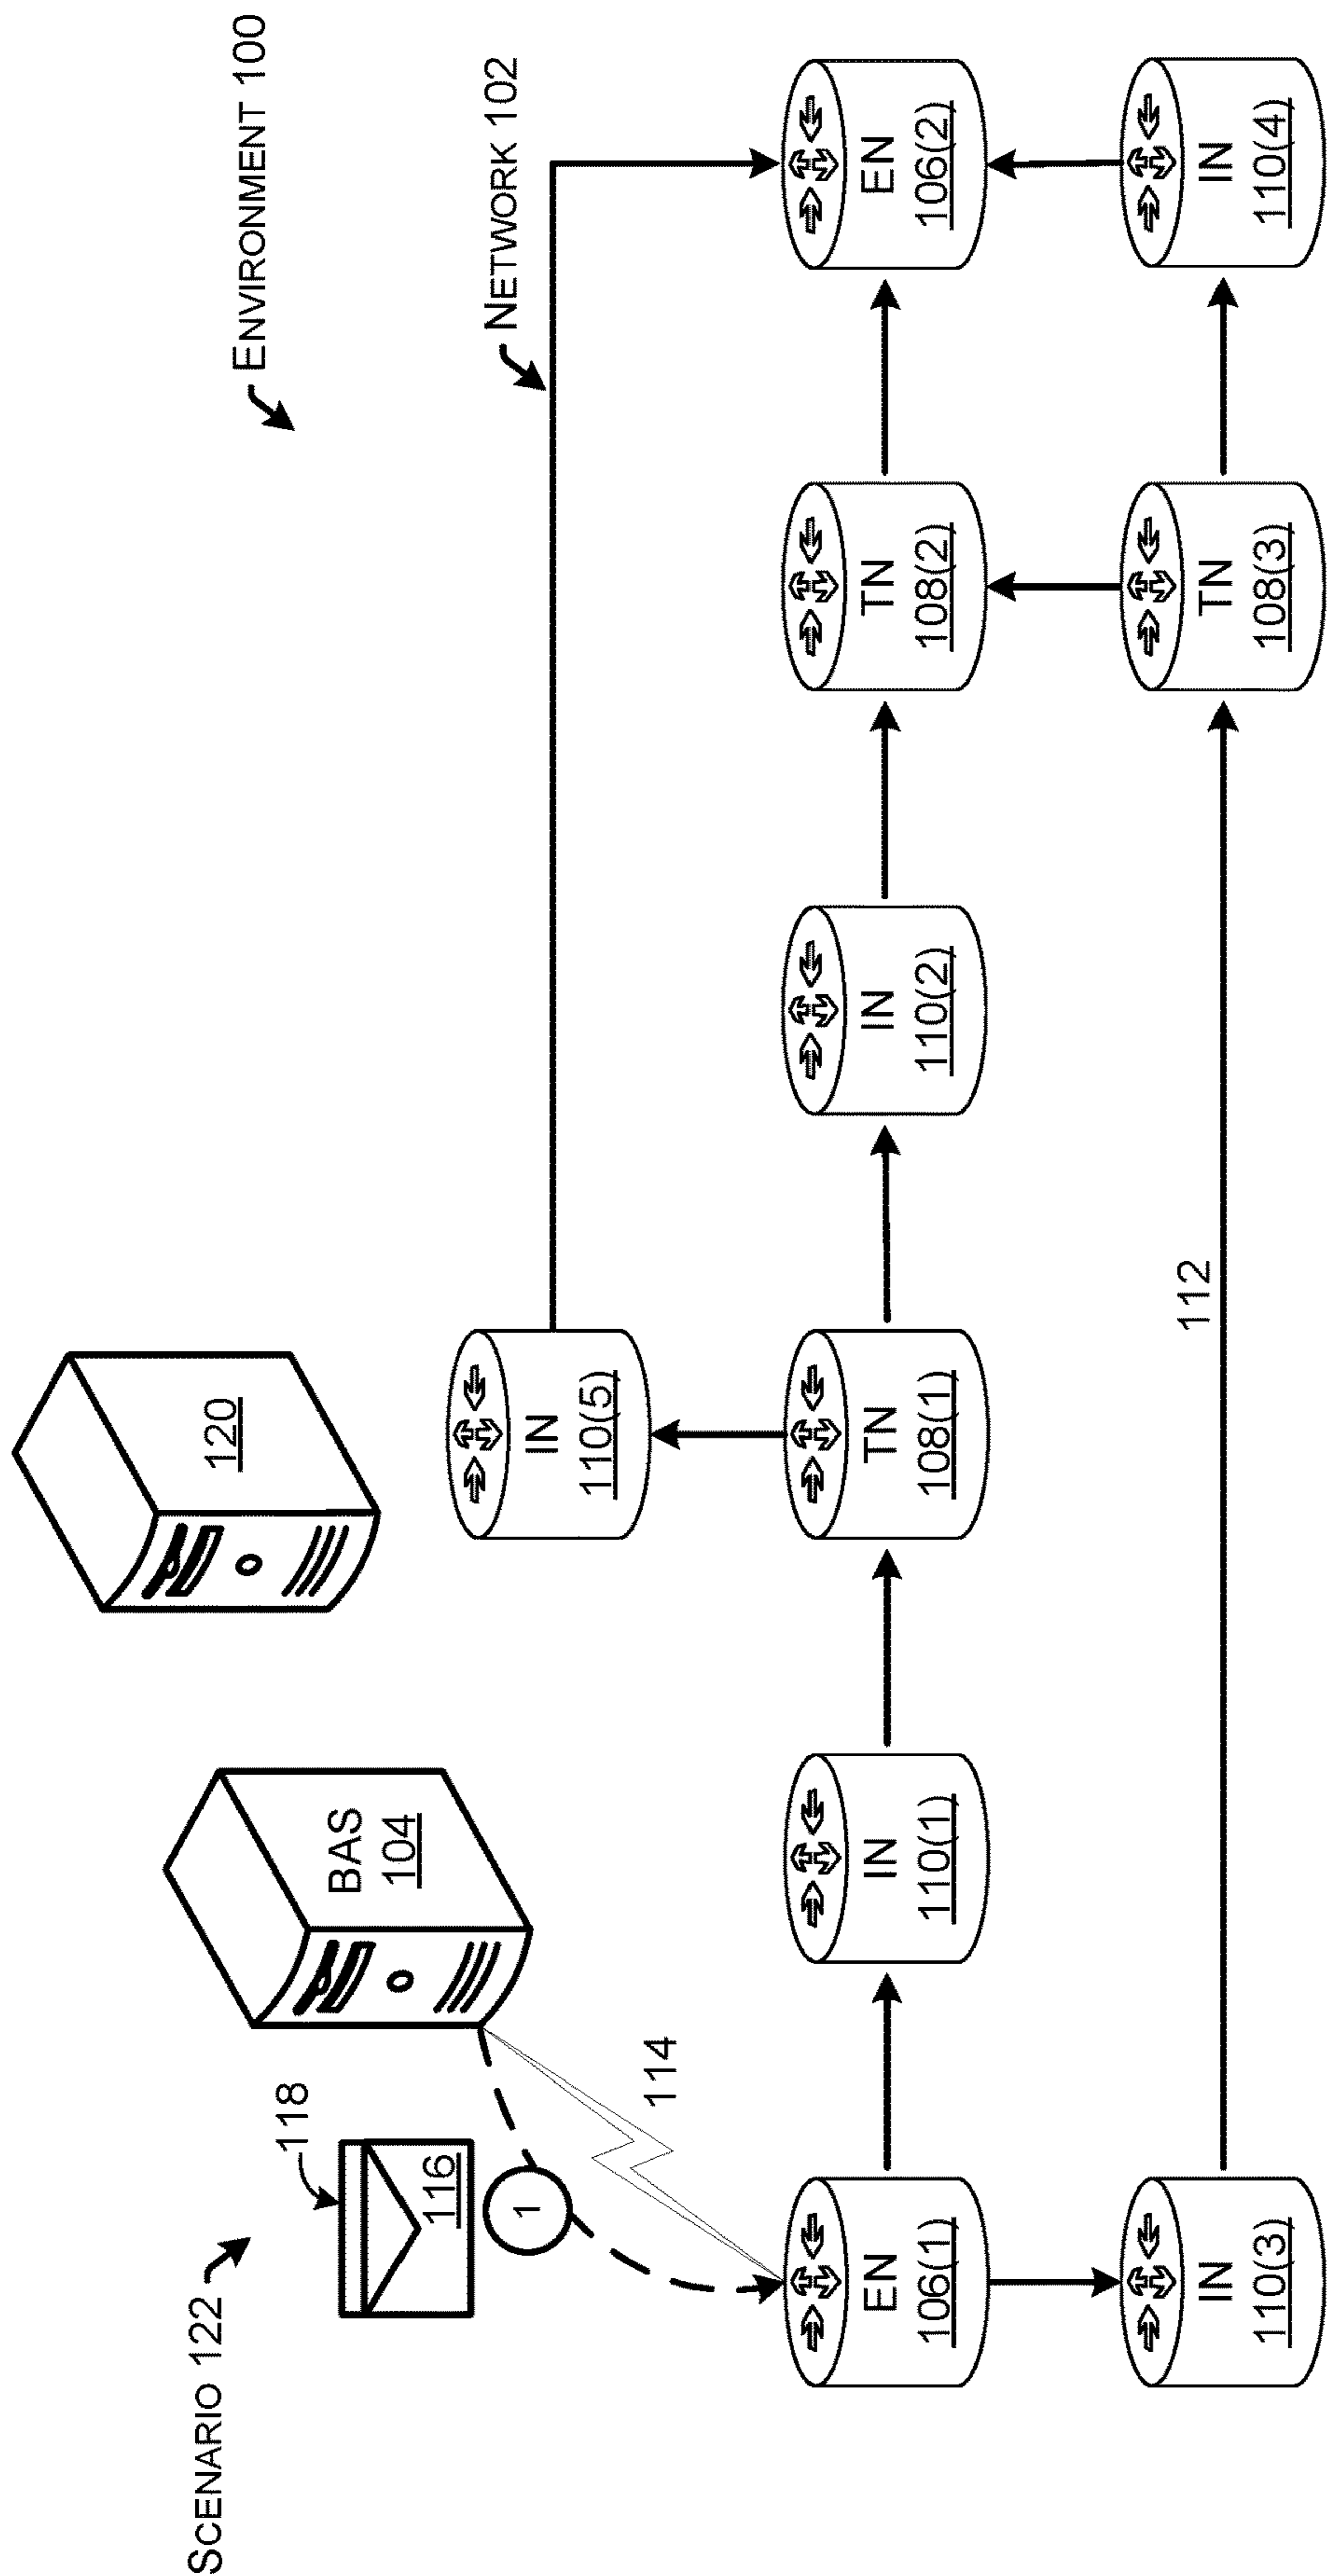 SCENARIO 122
ENVIRONMENT 100
118
116
1
BAS
104
120
114
NETWORK 102
IN
110(5)
EN
106(1)
IN
110(1)
TN
108(1)
IN
110(2)
TN
108(2)
EN
106(2)
112
IN
110(3)
TN
108(3)
IN
110(4)